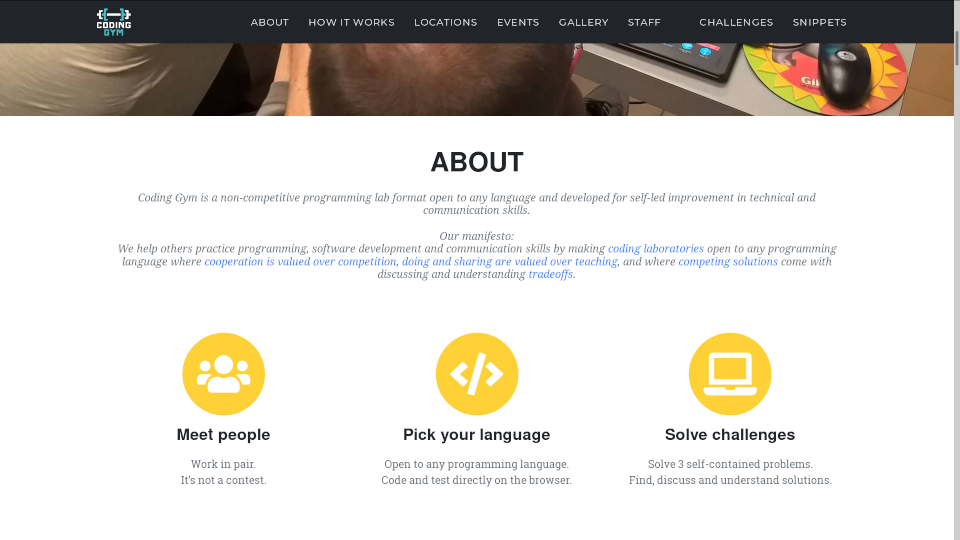 CODING
GYM
ABOUT HOW IT WORKS LOCATIONS EVENTS GALLERY STAFF CHALLENGES SNIPPETS
ABOUT
Coding Gym is a non-competitive programming lab format open to any language and developed for self-led improvement in technical and
communication skills.
Our manifesto:
We help others practice programming, software development and communication skills by making coding laboratories open to any programming
language where cooperation is valued over competition, doing and sharing are valued over teaching, and where competing solutions come with
discussing and understanding tradeoffs.
Meet people
Work in pair.
It's not a contest.
Pick your language
Open to any programming language.
Code and test directly on the browser.
Solve challenges
Solve 3 self-contained problems.
Find, discuss and understand solutions.